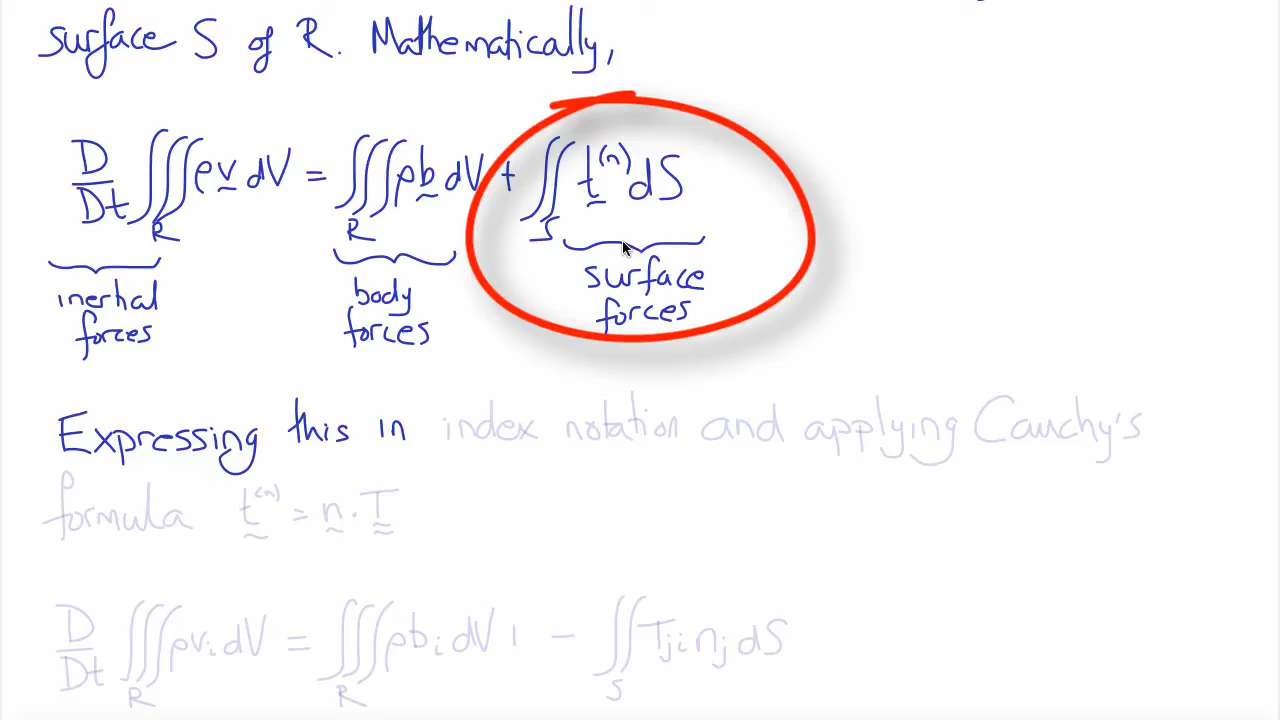 surface S of R. Mathematically,
D/Dt ∭_R ρv dV = ∭_R ρb dV + ∬_S t^(n) dS
inertial forces
body forces
surface forces
Expressing this in index notation and applying Cauchy's
formula t^(n) = n · T
D/Dt ∭_R ρv_i dV = ∭_R ρb_i dV | - ∬_S T_ji n_j dS